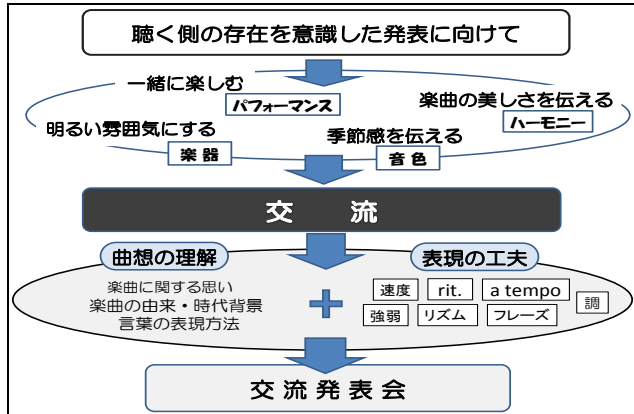 聴く側の存在を意識した発表に向けて
一緒に楽しむ
パフォーマンス
楽曲の美しさを伝える
ハーモニー
明るい雰囲気にする
楽器
季節感を伝える
音色
交 流
曲想の理解
表現の工夫
楽曲に関する思い
楽曲の由来・時代背景
言葉の表現方法
+
速度 rit. a tempo 調
強弱 リズム フレーズ
交流発表会